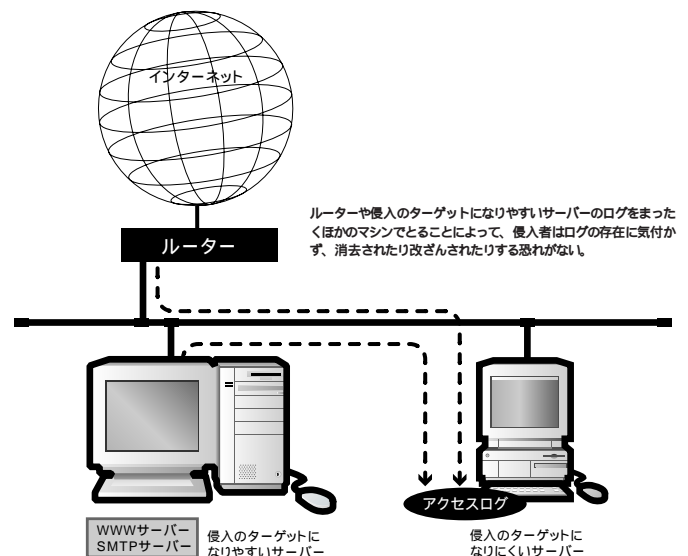 インターネット
ルーター
ルーターや侵入のターゲットになりやすいサーバーのログをまった
くほかのマシンでとることによって、侵入者はログの存在に気付か
ず、消去されたり改ざんされたりする恐れがない。
アクセスログ
WWWサーバー
SMTPサーバー
侵入のターゲットに
なりやすいサーバー
侵入のターゲットに
なりにくいサーバー